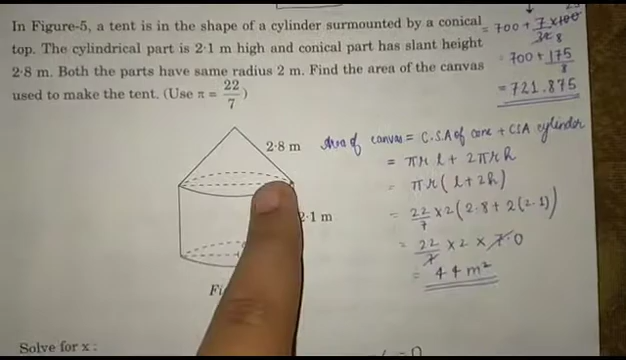 In Figure-5, a tent is in the shape of a cylinder surmounted by a conical
top. The cylindrical part is 2·1 m high and conical part has slant height
2·8 m. Both the parts have same radius 2 m. Find the area of the canvas
used to make the tent. (Use π = 22/7)
= 700 + 7 × 100
= 700 + 175/8
= 721.875
2·8 m
2·1 m
Area of canvas = C.S.A of cone + CSA cylinder
= πrl + 2πrh
= πr(l + 2h)
= 22/7 × 2 (2.8 + 2(2.1))
= 22/7 × 2 × 7.0
= 44 m²
Solve for x :